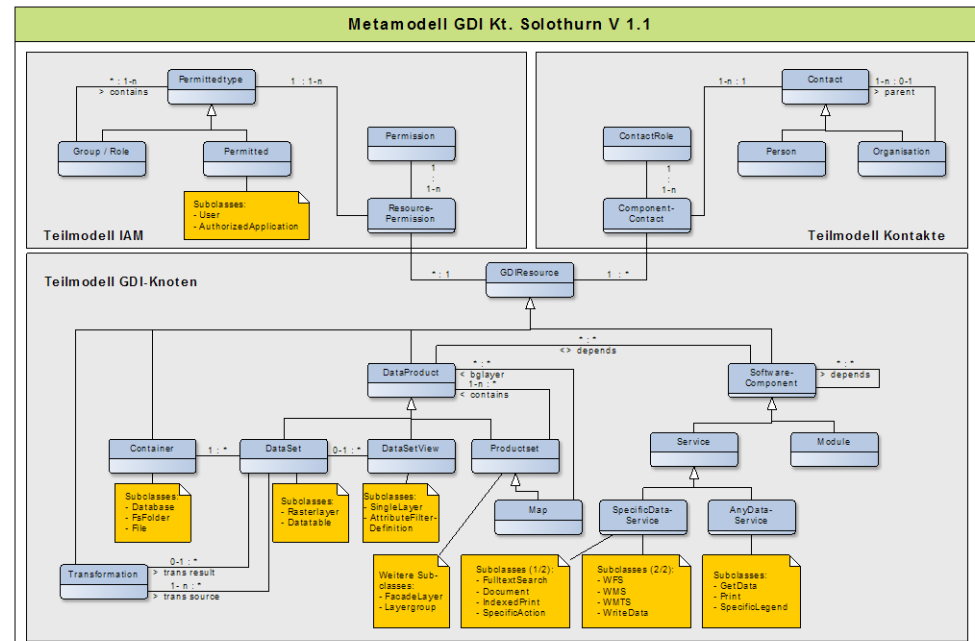 Metamodell GDI Kt. Solothurn V 1.1
* : 1-n
> contains
Permittedtype
1 : 1-n
Group / Role
Permitted
Subclasses:
- User
- AuthorizedApplication
Permission
1
:
1-n
Resource-
Permission
Teilmodell IAM
1-n : 1
Contact
1-n : 0-1
> parent
ContactRole
1
:
1-n
Person
Organisation
Component-
Contact
Teilmodell Kontakte
Teilmodell GDI-Knoten
* : 1
GDIResource
1 : *
* : *
<> depends
DataProduct
* : *
< bglayer
1-n : *
< contains
Software-
Component
* : *
> depends
Service
Module
Container
1 : *
DataSet
0-1 : *
DataSetView
Productset
Map
Subclasses:
- Database
- FsFolder
- File
Subclasses:
- Rasterlayer
- Datatable
Subclasses:
- SingleLayer
- AttributeFilter-
Definition
SpecificData-
Service
AnyData-
Service
Transformation
0-1 : *
> trans result
1- n : *
> trans source
Weitere Sub-
classes:
- FacadeLayer
- Layergroup
Subclasses (1/2):
- FulltextSearch
- Document
- IndexedPrint
- SpecificAction
Subclasses (2/2):
- WFS
- WMS
- WMTS
- WriteData
Subclasses:
- GetData
- Print
- SpecificLegend